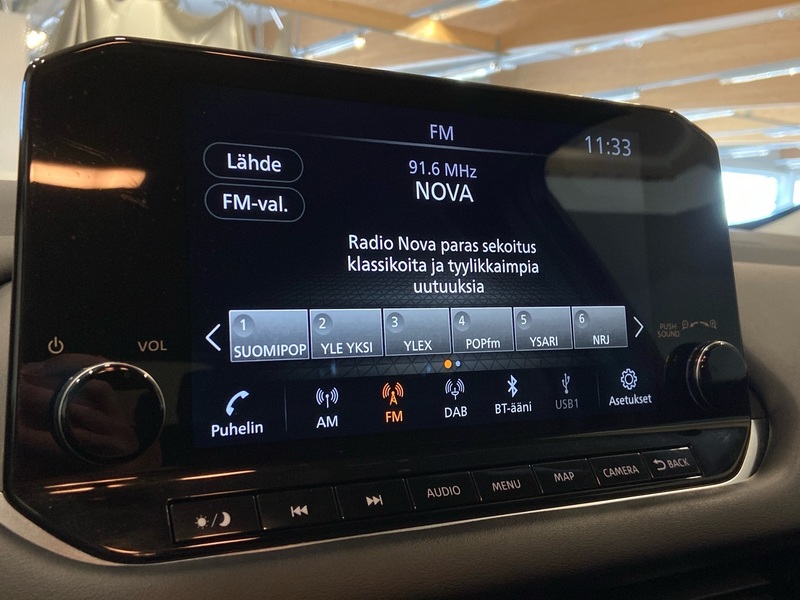 FM
11:33
Lähde
91.6 MHz
FM-val.
NOVA
Radio Nova paras sekoitus
klassikoita ja tyylikkaimpia
uutuuksia
1 SUOMIPOP
2 YLE YKSI
3 YLEX
4 POPfm
5 YSARI
6 NRJ
VOL
PUSH
SOUND
Puhelin
AM
FM
DAB
BT-ääni
USB1
Asetukset
AUDIO
MENU
MAP
CAMERA
BACK